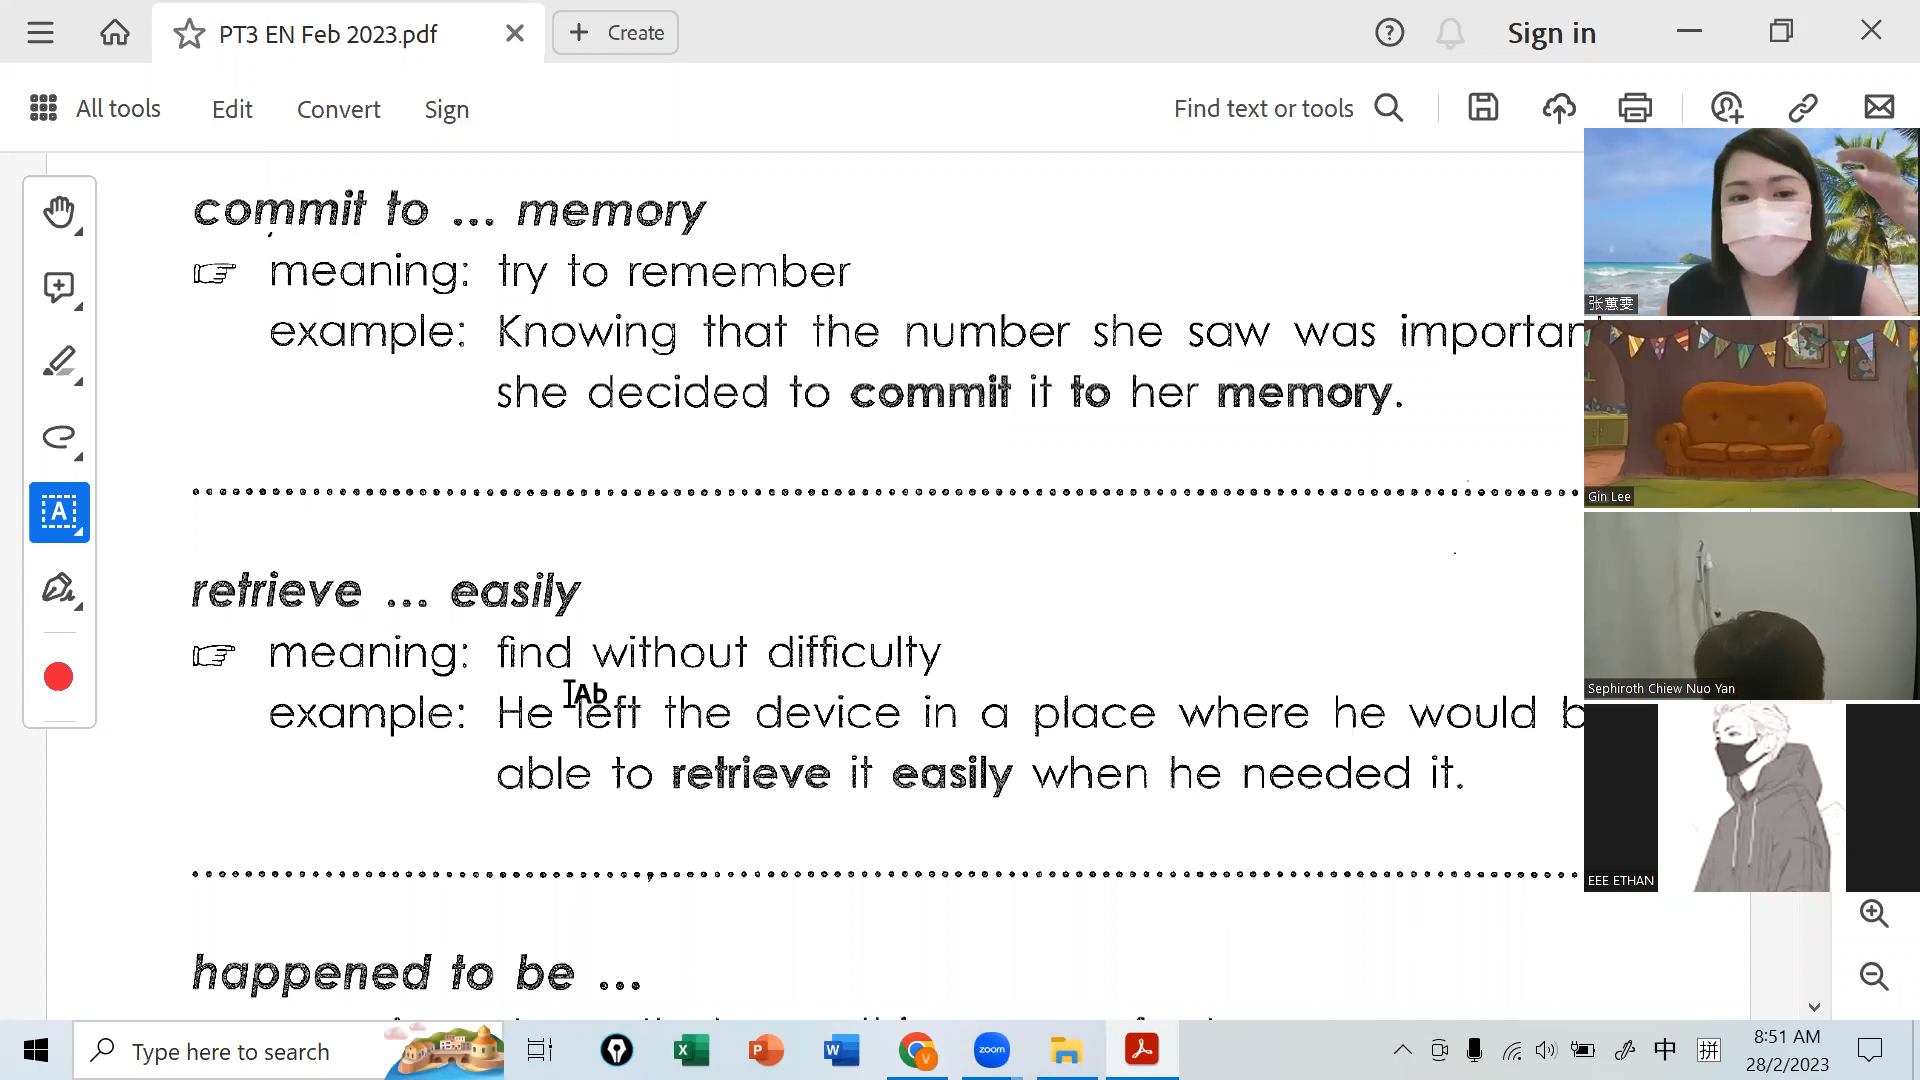 PT3 EN Feb 2023.pdf
Create
Sign in
All tools
Edit
Convert
Sign
Find text or tools
commit to ... memory
meaning: try to remember
example: Knowing that the number she saw was importan
she decided to commit it to her memory.
retrieve ... easily
meaning: find without difficulty
example: He left the device in a place where he would b
able to retrieve it easily when he needed it.
happened to be ...
张蕙雯
Gin Lee
Sephiroth Chiew Nuo Yan
EEE ETHAN
Type here to search
zoom
中
拼
8:51 AM
28/2/2023